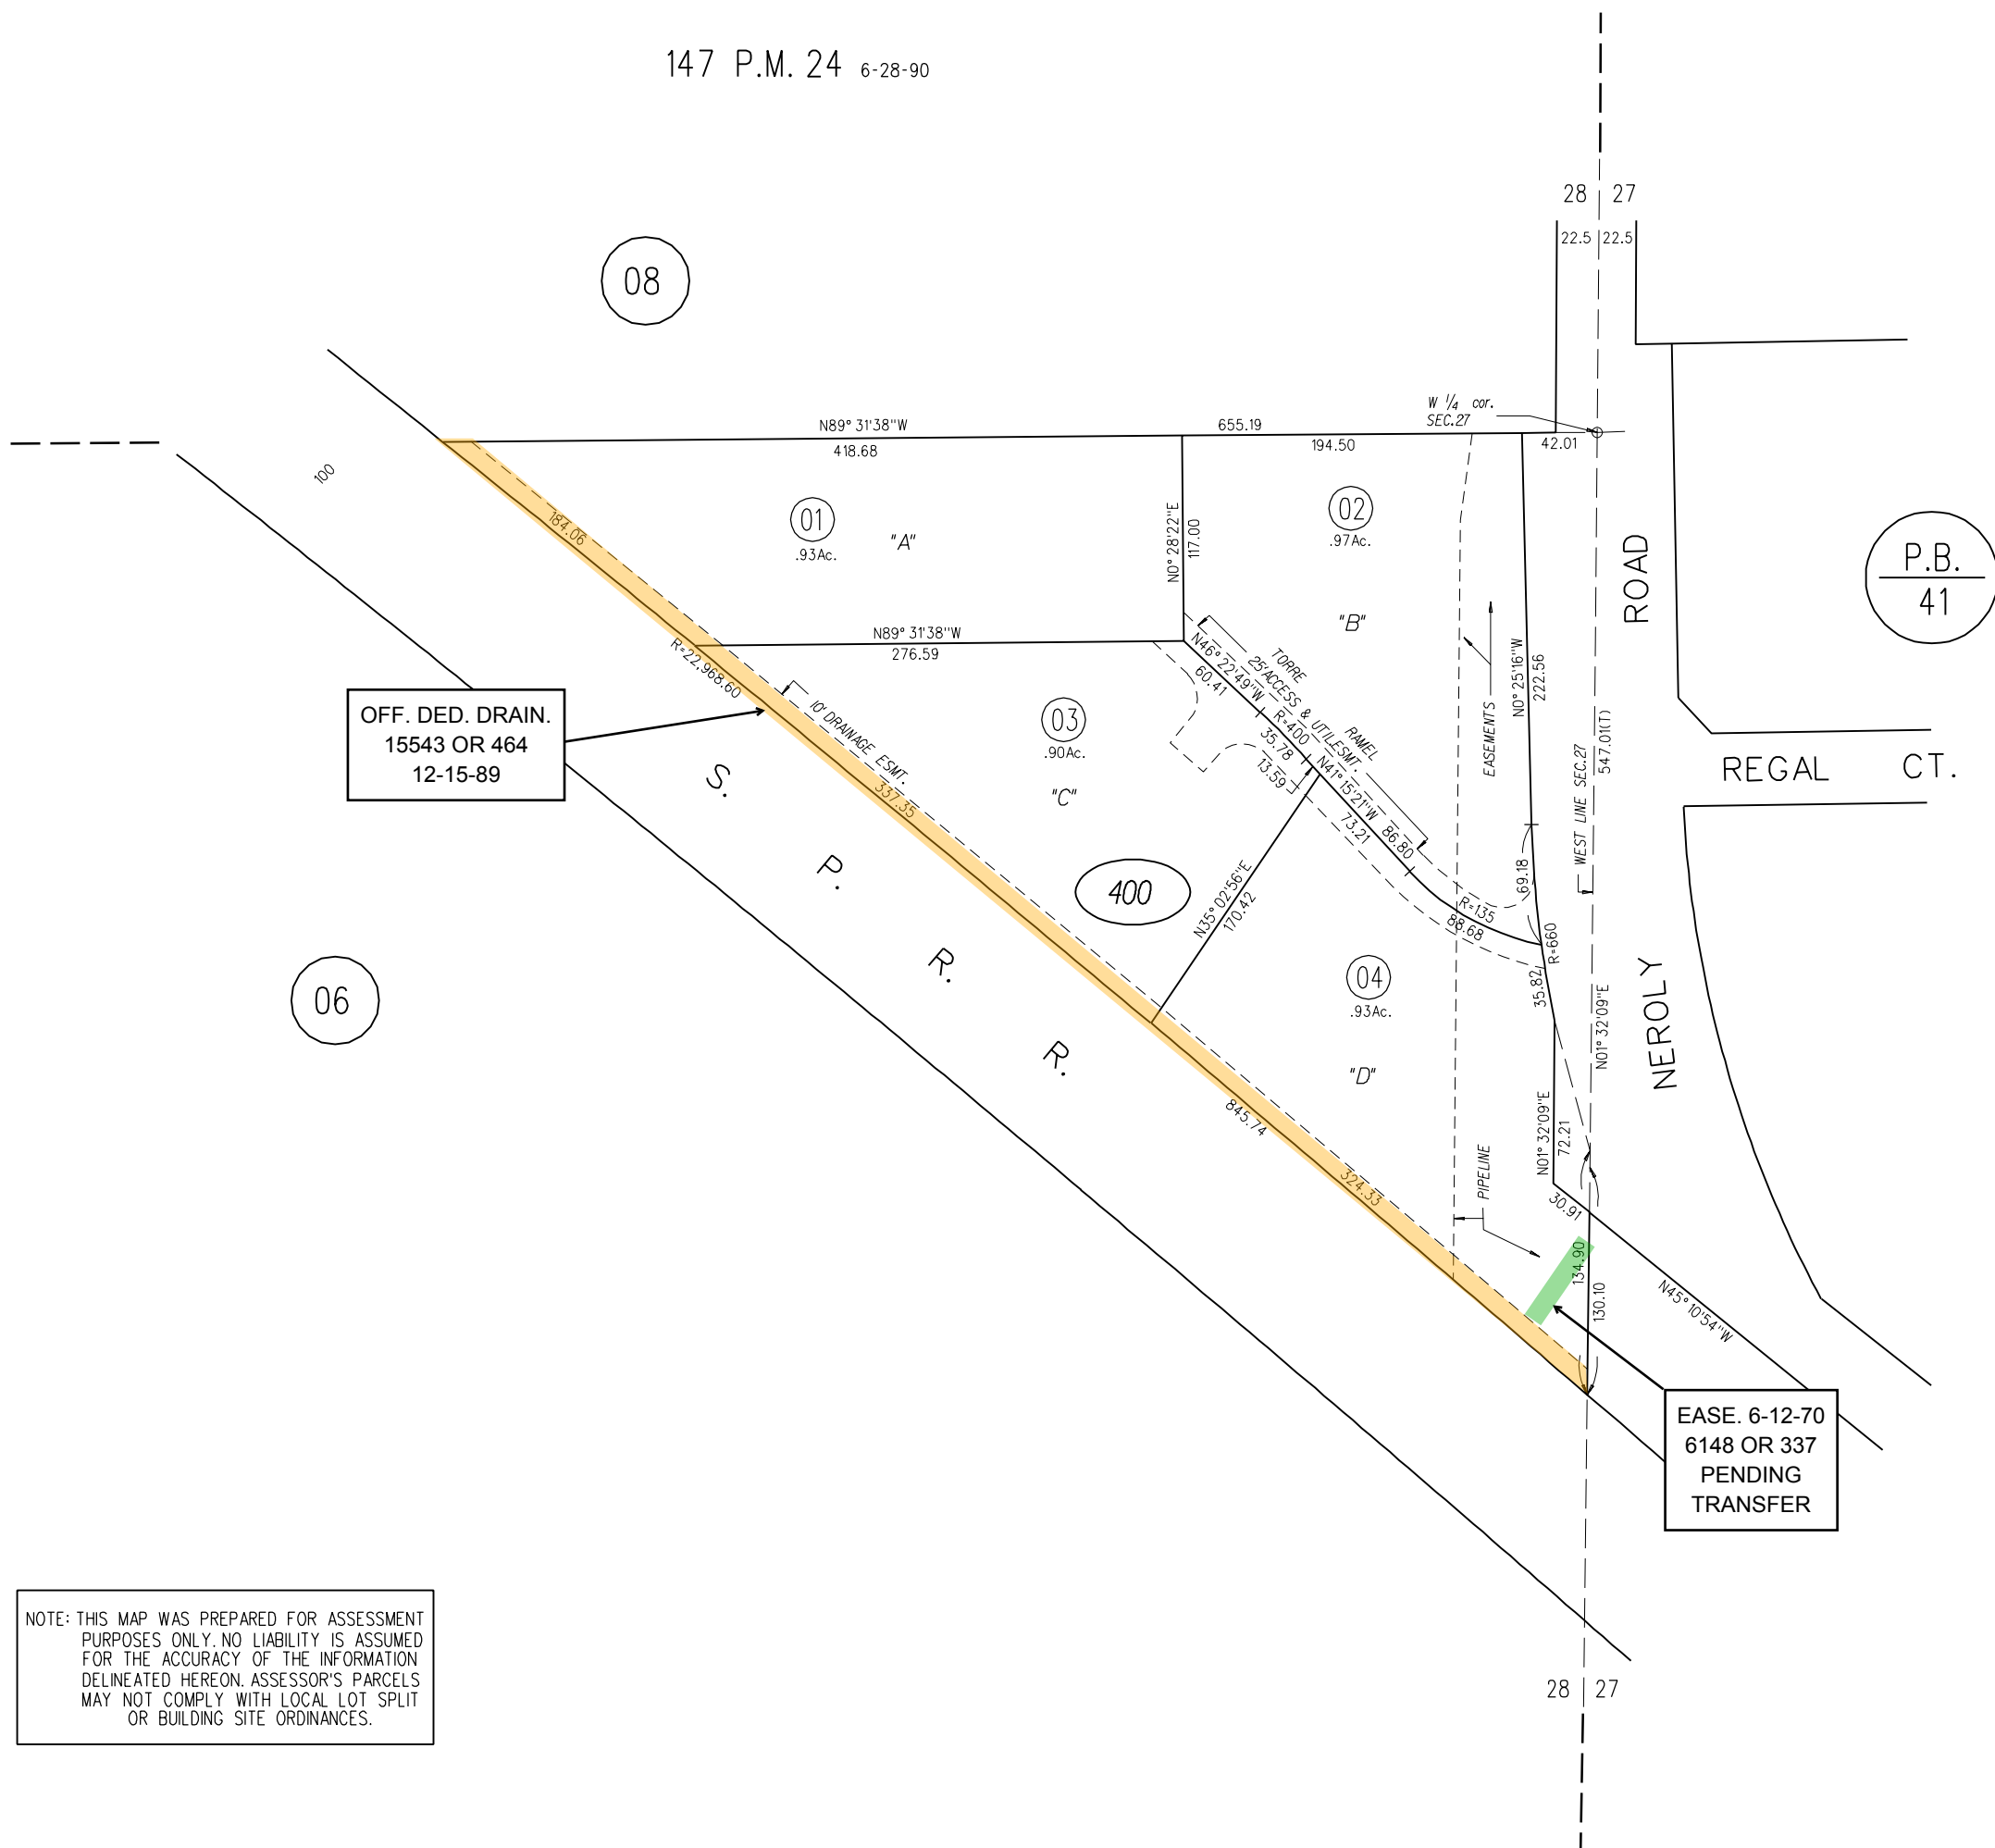 147 P.M. 24 6-28-90
28 27
22.5 22.5
08
W 1/4 cor.
SEC.27
N89° 31'38"W
655.19
418.68
194.50
42.01
100
184.06
01
.93Ac.
"A"
N0° 28'22"E
117.00
02
.97Ac.
"B"
ROAD
P.B.
41
N89° 31'38"W
276.59
R=22,968.60
10' DRAINAGE ESMT.
OFF. DED. DRAIN.
15543 OR 464
12-15-89
03
.90Ac.
"C"
TORRE
25'ACCESS & UTIL.ESMT.
RAMEL
N46° 22'49"W
60.41
R=400
35.78
13.59
N41° 15'21"W
86.80
73.21
EASEMENTS
N0° 25'16"W
222.56
WEST LINE SEC.27
547.01(T)
REGAL CT.
S. P. R. R.
337.35
400
N35° 02'56"E
170.42
69.18
R=135
88.68
R=660
35.82
04
.93Ac.
"D"
06
N01° 32'09"E
NEROLY
845.74
324.33
PIPELINE
N01° 32'09"E
72.21
30.91
134.90
130.10
N45° 10'54"W
EASE. 6-12-70
6148 OR 337
PENDING
TRANSFER
NOTE: THIS MAP WAS PREPARED FOR ASSESSMENT
PURPOSES ONLY. NO LIABILITY IS ASSUMED
FOR THE ACCURACY OF THE INFORMATION
DELINEATED HEREON. ASSESSOR'S PARCELS
MAY NOT COMPLY WITH LOCAL LOT SPLIT
OR BUILDING SITE ORDINANCES.
28 27